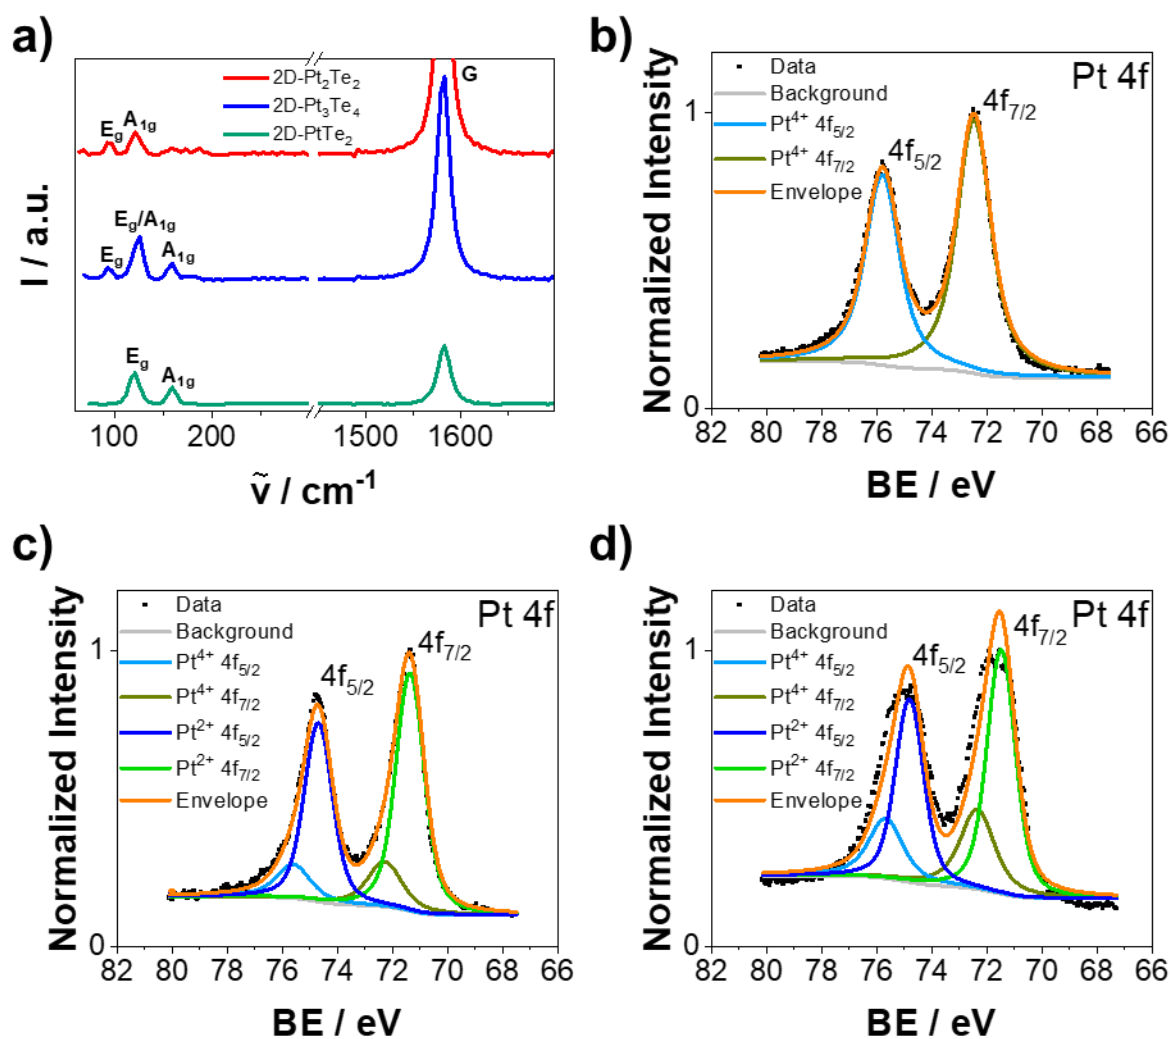 a)
2D-Pt₂Te₂
2D-Pt₃Te₄
2D-PtTe₂
G
E_g
A₁g
E_g/A₁g
E_g
A₁g
E_g
A₁g
I / a.u.
100
200
1500
1600
ṽ / cm⁻¹
b)
Data
Background
Pt⁴⁺ 4f₅/₂
Pt⁴⁺ 4f₇/₂
Envelope
Pt 4f
4f₇/₂
4f₅/₂
Normalized Intensity
1
0
82 80 78 76 74 72 70 68 66
BE / eV
c)
Data
Background
Pt⁴⁺ 4f₅/₂
Pt⁴⁺ 4f₇/₂
Pt²⁺ 4f₅/₂
Pt²⁺ 4f₇/₂
Envelope
Pt 4f
4f₇/₂
4f₅/₂
Normalized Intensity
1
0
82 80 78 76 74 72 70 68 66
BE / eV
d)
Data
Background
Pt⁴⁺ 4f₅/₂
Pt⁴⁺ 4f₇/₂
Pt²⁺ 4f₅/₂
Pt²⁺ 4f₇/₂
Envelope
Pt 4f
4f₇/₂
4f₅/₂
Normalized Intensity
1
0
82 80 78 76 74 72 70 68 66
BE / eV